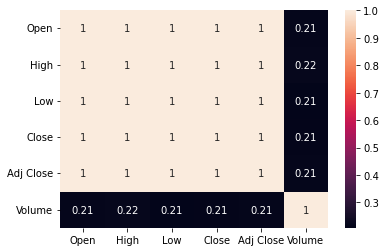 Open 1 1 1 1 1 0.21
High 1 1 1 1 1 0.22
Low 1 1 1 1 1 0.21
Close 1 1 1 1 1 0.21
Adj Close 1 1 1 1 1 0.21
Volume 0.21 0.22 0.21 0.21 0.21 1
Open High Low Close Adj Close Volume
1.0
0.9
0.8
0.7
0.6
0.5
0.4
0.3